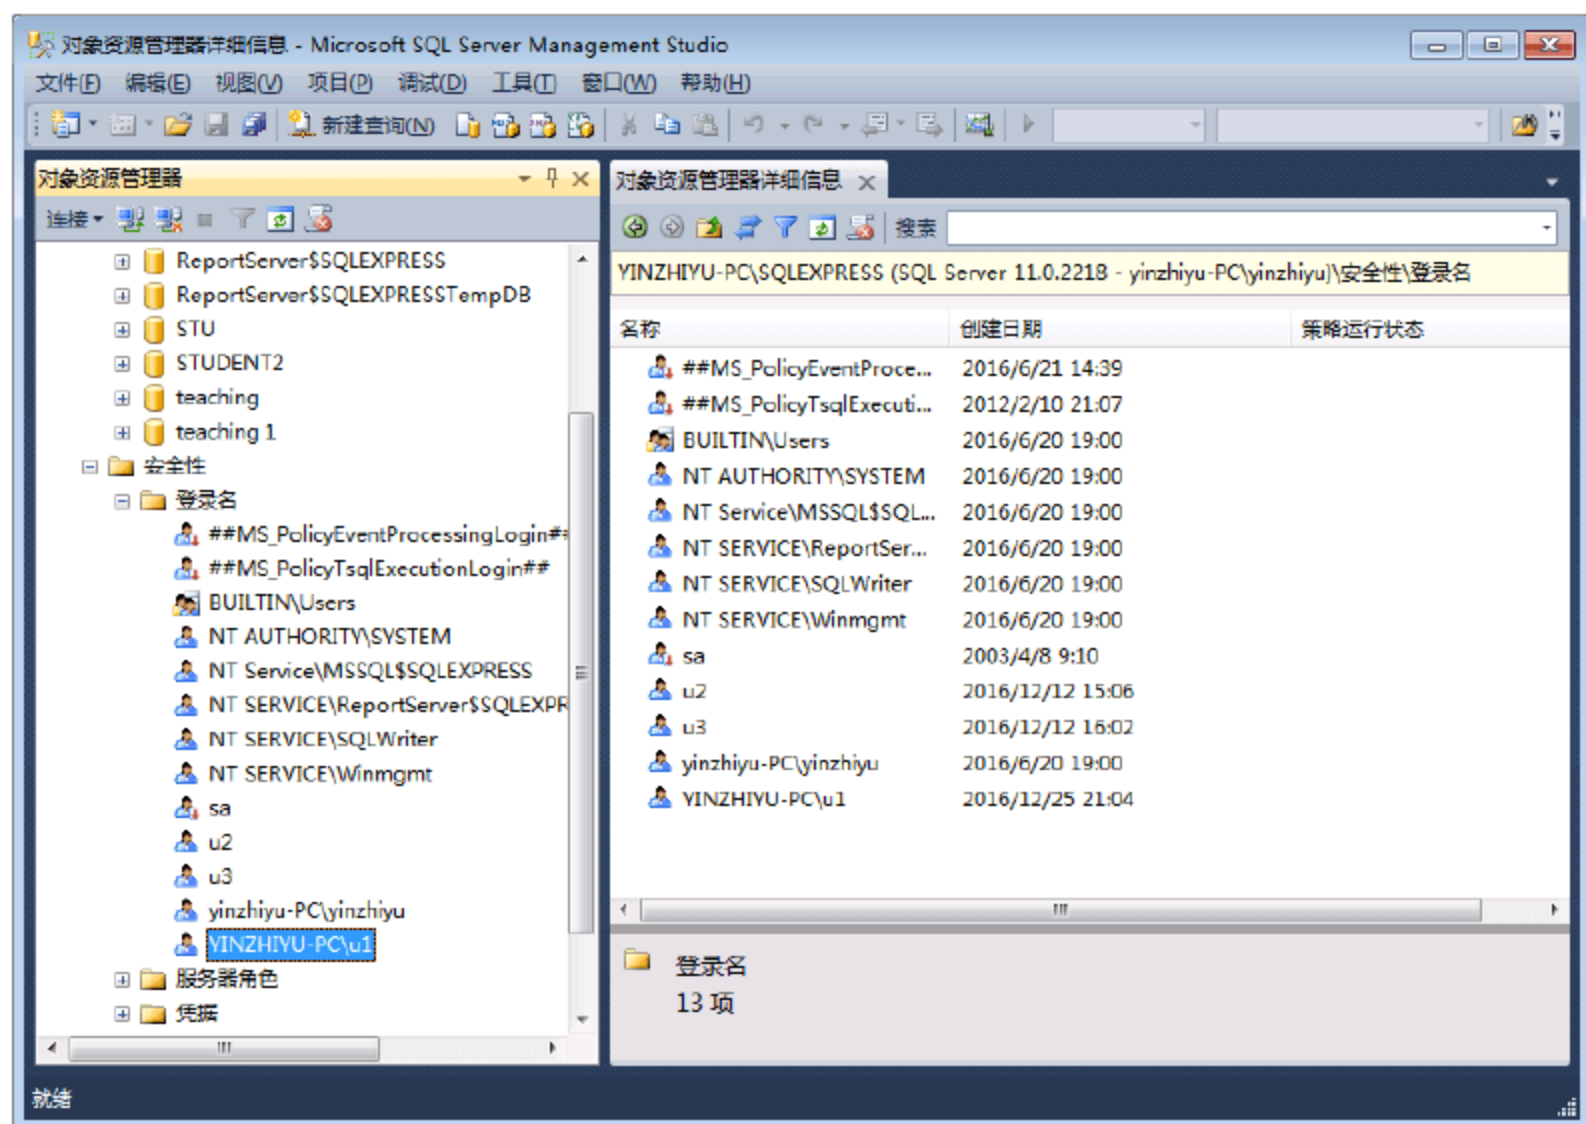 对象资源管理器详细信息 - Microsoft SQL Server Management Studio
文件(F) 编辑(E) 视图(V) 项目(P) 调试(D) 工具(T) 窗口(W) 帮助(H)
新建查询(N)
对象资源管理器
连接
ReportServer$SQLEXPRESS
ReportServer$SQLEXPRESSTempDB
STU
STUDENT2
teaching
teaching 1
安全性
登录名
##MS_PolicyEventProcessingLogin##
##MS_PolicyTsqlExecutionLogin##
BUILTIN\Users
NT AUTHORITY\SYSTEM
NT Service\MSSQL$SQLEXPRESS
NT SERVICE\ReportServer$SQLEXPR
NT SERVICE\SQLWriter
NT SERVICE\Winmgmt
sa
u2
u3
yinzhiyu-PC\yinzhiyu
YINZHIYU-PC\u1
服务器角色
凭据
对象资源管理器详细信息
搜索
YINZHIYU-PC\SQLEXPRESS (SQL Server 11.0.2218 - yinzhiyu-PC\yinzhiyu)\安全性\登录名
名称 创建日期 策略运行状态
##MS_PolicyEventProce... 2016/6/21 14:39
##MS_PolicyTsqlExecuti... 2012/2/10 21:07
BUILTIN\Users 2016/6/20 19:00
NT AUTHORITY\SYSTEM 2016/6/20 19:00
NT Service\MSSQL$SQL... 2016/6/20 19:00
NT SERVICE\ReportSer... 2016/6/20 19:00
NT SERVICE\SQLWriter 2016/6/20 19:00
NT SERVICE\Winmgmt 2016/6/20 19:00
sa 2003/4/8 9:10
u2 2016/12/12 15:06
u3 2016/12/12 16:02
yinzhiyu-PC\yinzhiyu 2016/6/20 19:00
YINZHIYU-PC\u1 2016/12/25 21:04
登录名
13 项
就绪